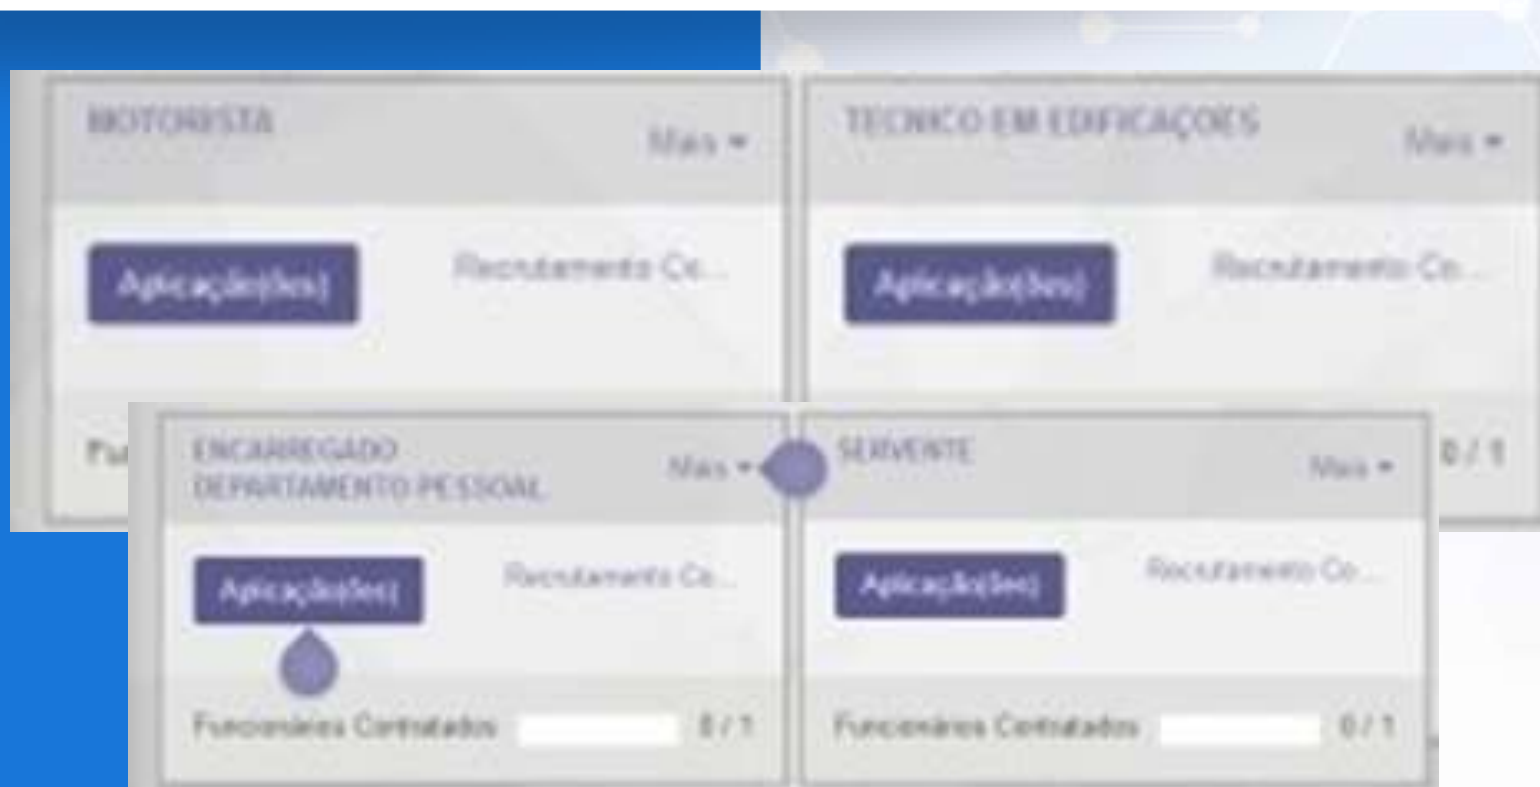 MOTORISTA
Mais
TECNICO EM EDIFICAÇOES
Mais
Aplicação(ões)
Recrutamento Co...
Aplicação(ões)
Recrutamento Co...
Fu
0 / 1
ENCARREGADO
DEPARTAMENTO PESSOAL
Mais
SERVENTE
Mais
Aplicação(ões)
Recrutamento Co...
Aplicação(ões)
Recrutamento Co...
Funcionários Contratados
0 / 1
Funcionários Contratados
0 / 1